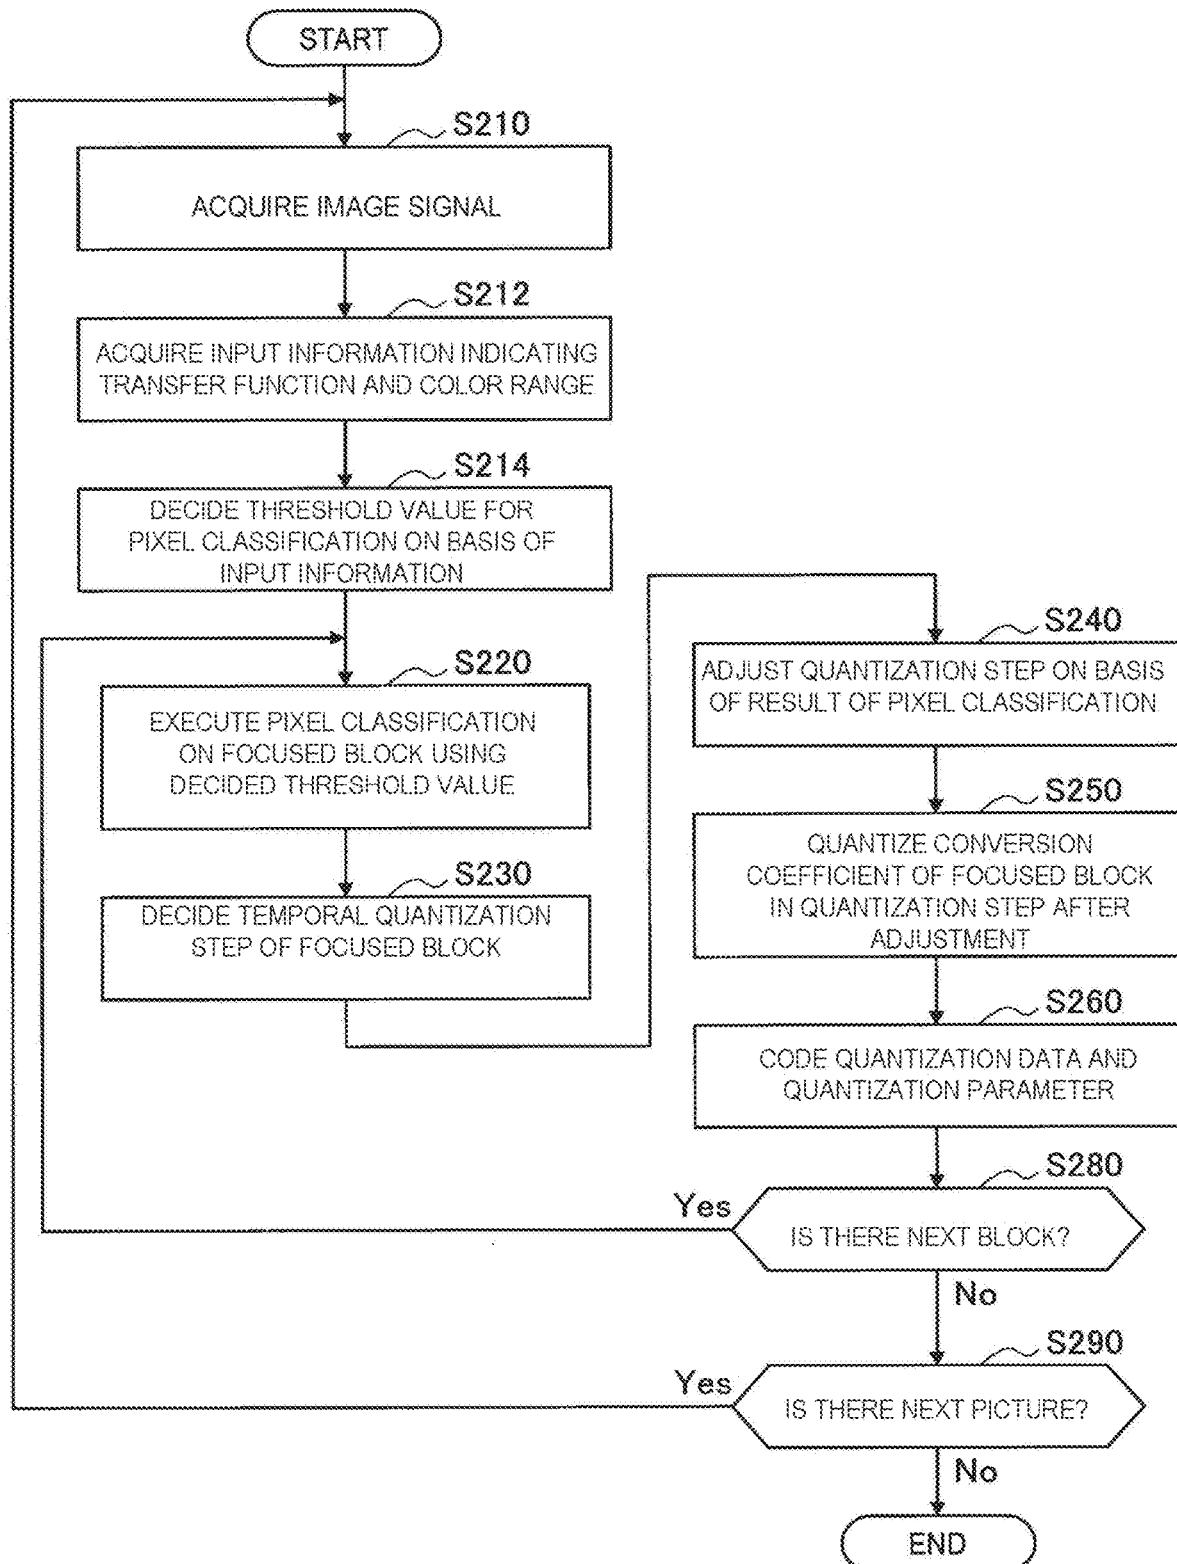 START
S210
ACQUIRE IMAGE SIGNAL
S212
ACQUIRE INPUT INFORMATION INDICATING
TRANSFER FUNCTION AND COLOR RANGE
S214
DECIDE THRESHOLD VALUE FOR
PIXEL CLASSIFICATION ON BASIS OF
INPUT INFORMATION
S220
EXECUTE PIXEL CLASSIFICATION
ON FOCUSED BLOCK USING
DECIDED THRESHOLD VALUE
S230
DECIDE TEMPORAL QUANTIZATION
STEP OF FOCUSED BLOCK
S240
ADJUST QUANTIZATION STEP ON BASIS
OF RESULT OF PIXEL CLASSIFICATION
S250
QUANTIZE CONVERSION
COEFFICIENT OF FOCUSED BLOCK
IN QUANTIZATION STEP AFTER
ADJUSTMENT
S260
CODE QUANTIZATION DATA AND
QUANTIZATION PARAMETER
S280
Yes
IS THERE NEXT BLOCK?
No
S290
Yes
IS THERE NEXT PICTURE?
No
END